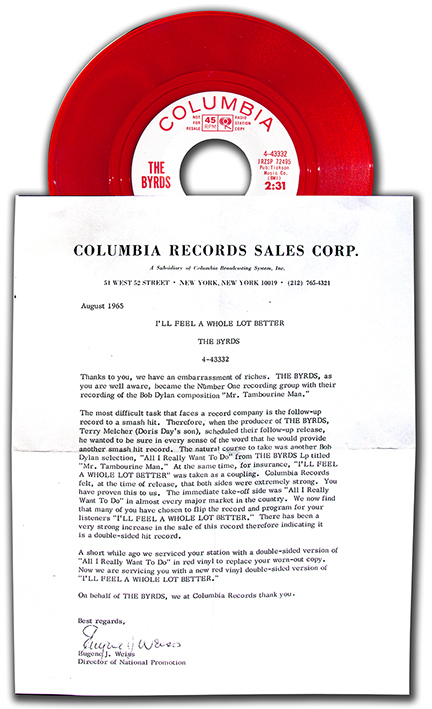 COLUMBIA
NOT FOR RESALE
45 RPM
RADIO STATION COPY
4-43332
JRZSP 72495
Pub: Tickson
Music Co.
(BMI)
2:31
THE
BYRDS
COLUMBIA RECORDS SALES CORP.
A Subsidiary of Columbia Broadcasting System, Inc.
51 WEST 52 STREET • NEW YORK, NEW YORK 10019 • (212) 765-4321
August 1965
I'LL FEEL A WHOLE LOT BETTER
THE BYRDS
4-43332
Thanks to you, we have an embarrassment of riches. THE BYRDS, as
you are well aware, became the Number One recording group with their
recording of the Bob Dylan composition "Mr. Tambourine Man."
The most difficult task that faces a record company is the follow-up
record to a smash hit. Therefore, when the producer of THE BYRDS,
Terry Melcher (Doris Day's son), scheduled their follow-up release,
he wanted to be sure in every sense of the word that he would provide
another smash hit record. The natural course to take was another Bob
Dylan selection, "All I Really Want To Do" from THE BYRDS Lp titled
"Mr. Tambourine Man." At the same time, for insurance, "I'LL FEEL
A WHOLE LOT BETTER" was taken as a coupling. Columbia Records
felt, at the time of release, that both sides were extremely strong. You
have proven this to us. The immediate take-off side was "All I Really
Want To Do" in almost every major market in the country. We now find
that many of you have chosen to flip the record and program for your
listeners "I'LL FEEL A WHOLE LOT BETTER." There has been a
very strong increase in the sale of this record therefore indicating it
is a double-sided hit record.
A short while ago we serviced your station with a double-sided version of
"All I Really Want To Do" in red vinyl to replace your worn-out copy.
Now we are servicing you with a new red vinyl double-sided version of
"I'LL FEEL A WHOLE LOT BETTER."
On behalf of THE BYRDS, we at Columbia Records thank you.
Best regards,
Eugene J. Weiss
Eugene J. Weiss
Director of National Promotion